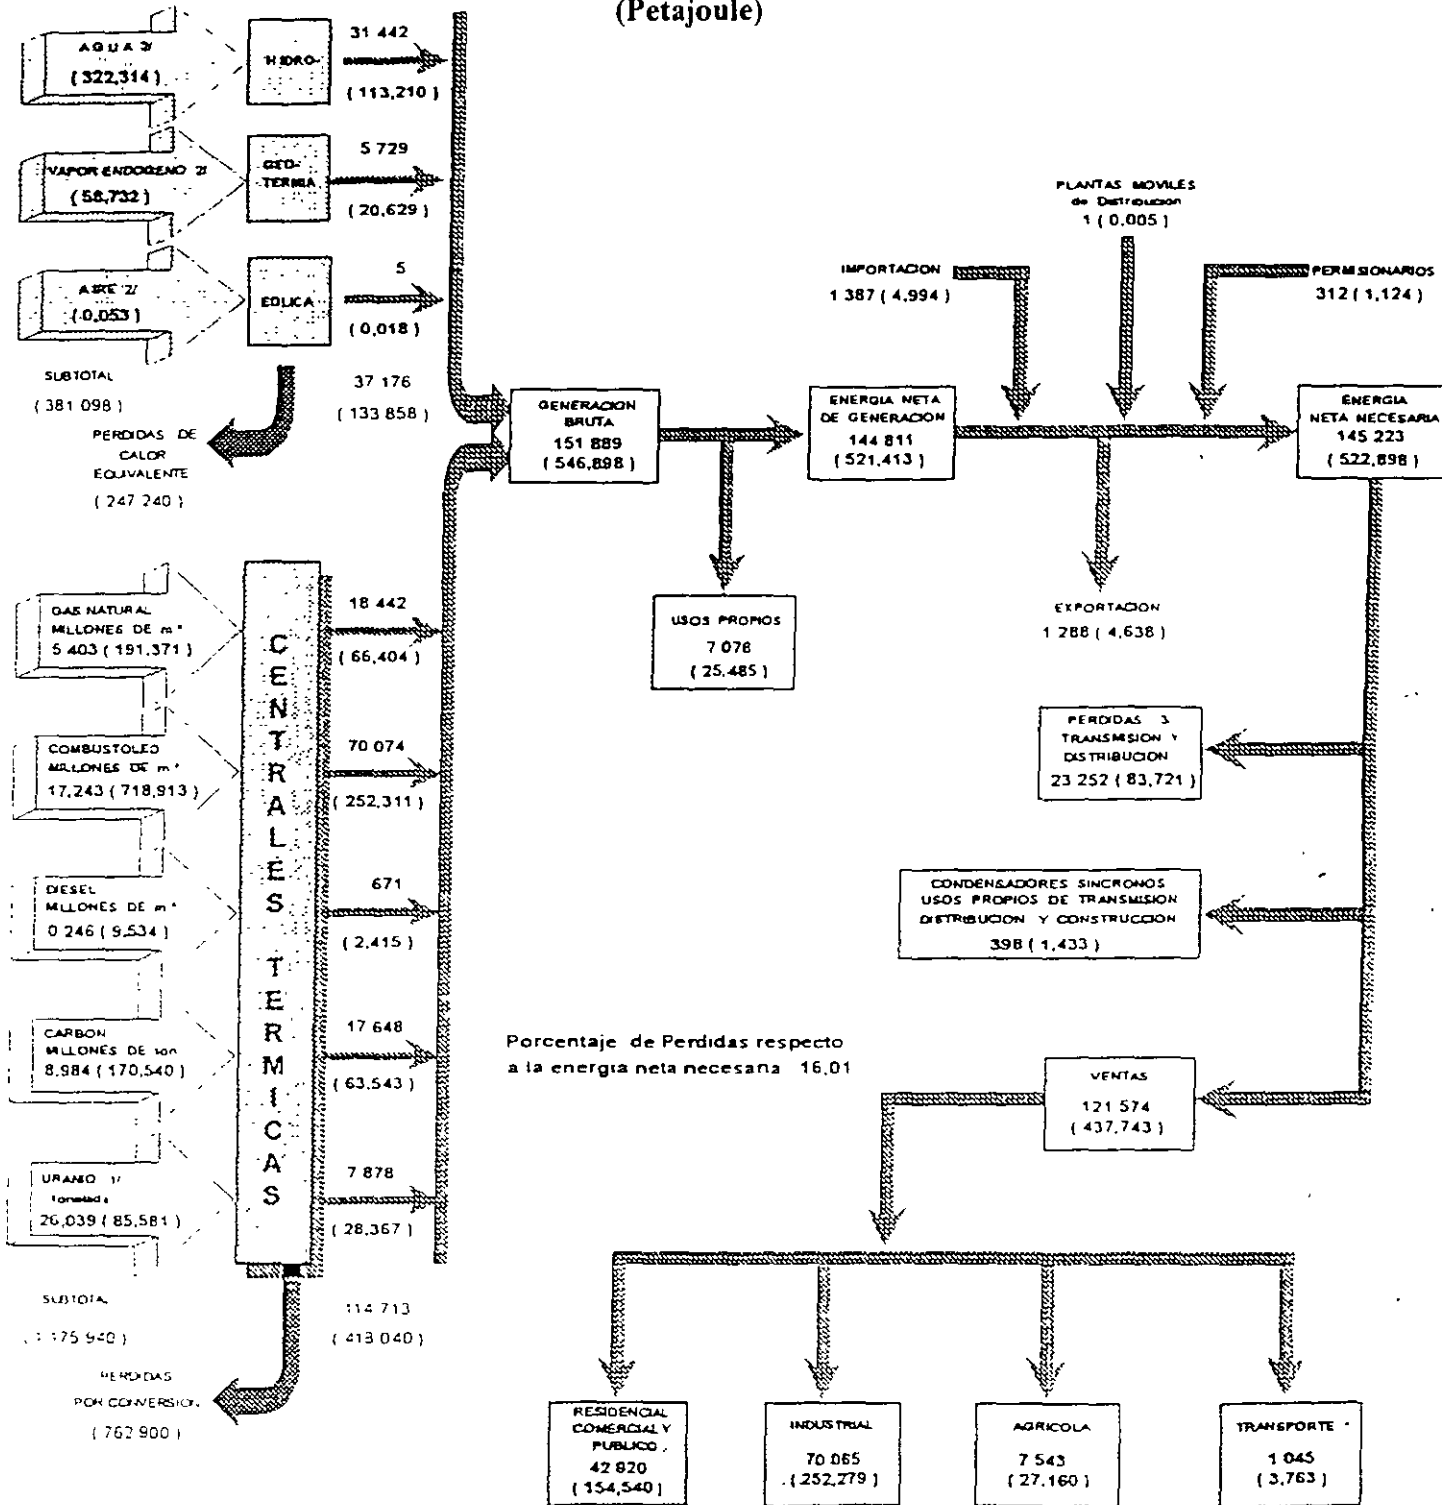 (Petajoule)
AGUA 2/
(322,314)
HIDRO-
31 442
(113,210)
VAPOR ENDOGENO 2/
(58,732)
GEO-
TERMIA
5 729
(20,629)
AIRE 2/
(0,053)
EOLICA
5
(0,018)
SUBTOTAL
(381 098)
37 176
(133 858)
PERDIDAS DE
CALOR
EQUIVALENTE
(247 240)
PLANTAS MOVILES
de Distribucion
1 (0,005)
IMPORTACION
1 387 (4,994)
PERMISIONARIOS
312 (1,124)
GENERACION
BRUTA
151 889
(546,898)
ENERGIA NETA
DE GENERACION
144 811
(521,413)
ENERGIA
NETA NECESARIA
145 223
(522,898)
USOS PROPIOS
7 078
(25,485)
EXPORTACION
1 288 (4,638)
CENTRALES TERMICAS
GAS NATURAL
MILLONES DE m³
5 403 (191,371)
18 442
(66,404)
COMBUSTOLEO
MILLONES DE m³
17,243 (718,913)
70 074
(252,311)
DIESEL
MILLONES DE m³
0 246 (9,534)
671
(2,415)
CARBON
MILLONES DE ton
8,984 (170,540)
17 648
(63,543)
URANIO 1/
Tonelada
26,039 (85,581)
7 878
(28,367)
SUBTOTAL
(1 175 940)
114 713
(413 040)
PERDIDAS
POR CONVERSION
(762 900)
PERDIDAS 3
TRANSMISION Y
DISTRIBUCION
23 252 (83,721)
CONDENSADORES SINCRONOS
USOS PROPIOS DE TRANSMISION
DISTRIBUCION Y CONSTRUCCION
398 (1,433)
Porcentaje de Perdidas respecto
a la energia neta necesaria 16,01
VENTAS
121 574
(437,743)
RESIDENCIAL
COMERCIAL Y
PUBLICO
42 820
(154,540)
INDUSTRIAL
70 065
(252,279)
AGRICOLA
7 543
(27,160)
TRANSPORTE
1 045
(3,763)